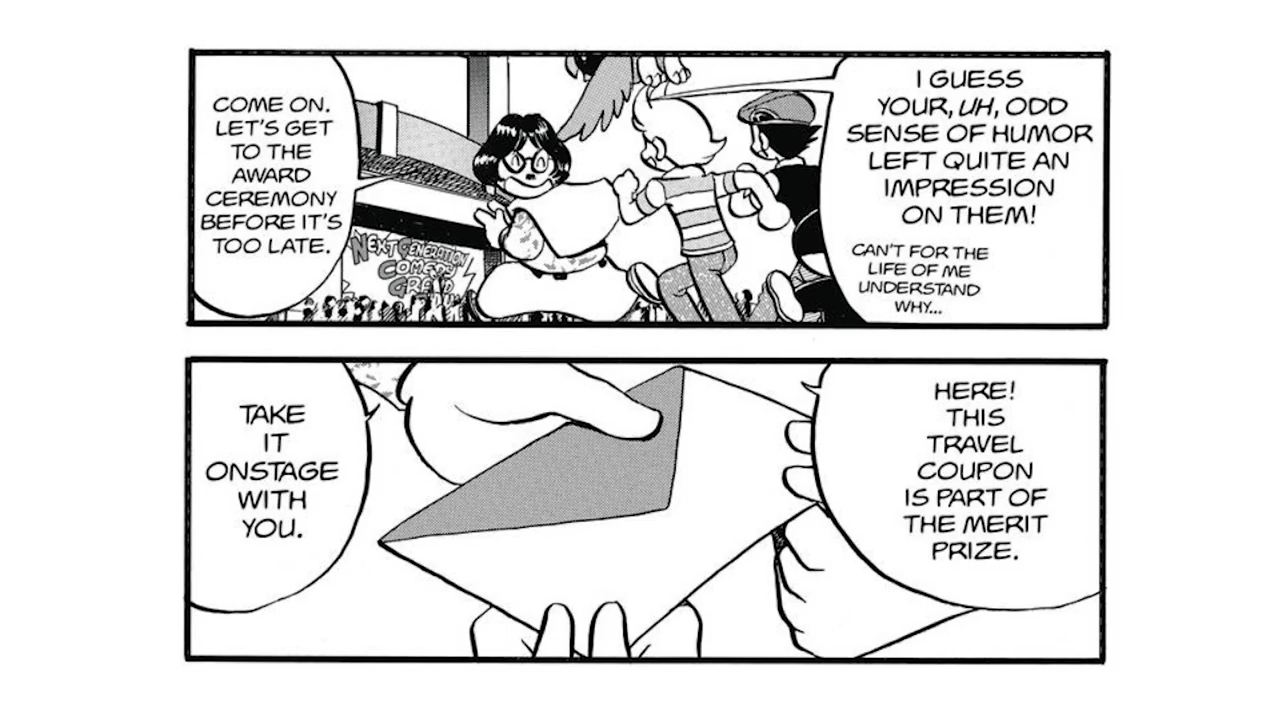 I GUESS
YOUR, UH, ODD
SENSE OF HUMOR
LEFT QUITE AN
IMPRESSION
ON THEM!
CAN'T FOR THE
LIFE OF ME
UNDERSTAND
WHY...
COME ON.
LET'S GET
TO THE
AWARD
CEREMONY
BEFORE IT'S
TOO LATE.
NEXT GENERATION
COMEDY
GRAND
HERE!
THIS
TRAVEL
COUPON
IS PART OF
THE MERIT
PRIZE.
TAKE
IT
ONSTAGE
WITH
YOU.